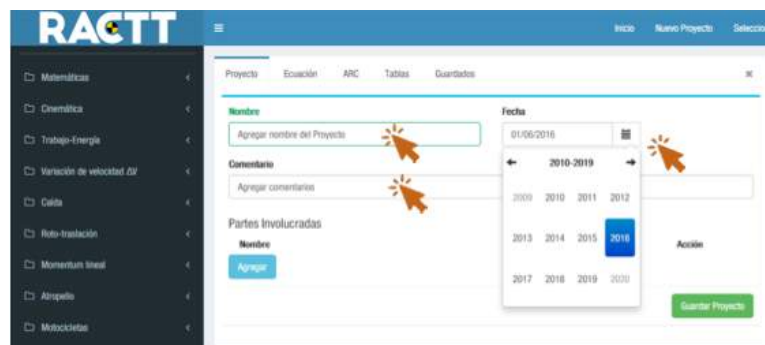 RACTT
Inicio Nuevo Proyecto
Matemáticas
Cinemática
Trabajo-Energía
Variación de velocidad ΔV
Caída
Roto-traslación
Momentum lineal
Atropello
Motocicletas
Proyecto Ecuación ARC Tablas Guardados
Nombre
Agregar nombre del Proyecto
Fecha
01/06/2016
Comentario
Agregar comentarios
Partes Involucradas
Nombre
Acción
Agregar
2010-2019
2009 2010 2011 2012
2013 2014 2015 2016
2017 2018 2019 2020
Guardar Proyecto